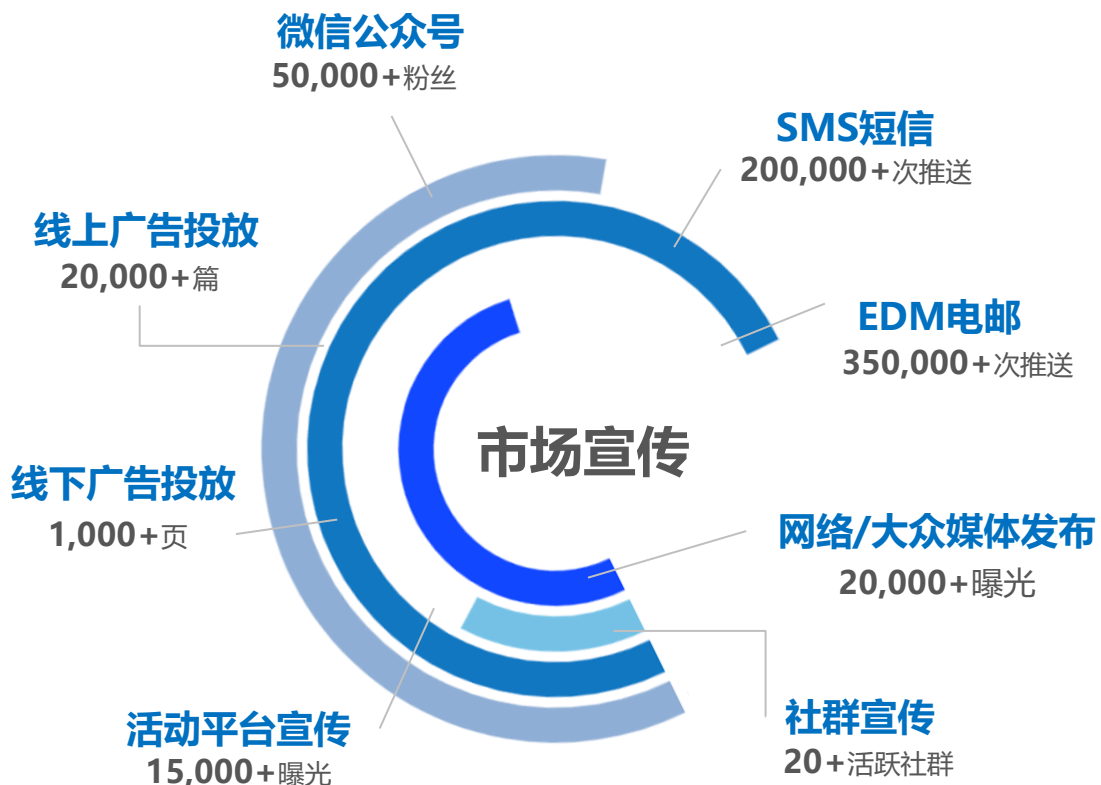 微信公众号
50,000+粉丝
SMS短信
200,000+次推送
线上广告投放
20,000+篇
EDM电邮
350,000+次推送
市场宣传
线下广告投放
1,000+页
网络/大众媒体发布
20,000+曝光
活动平台宣传
15,000+曝光
社群宣传
20+活跃社群